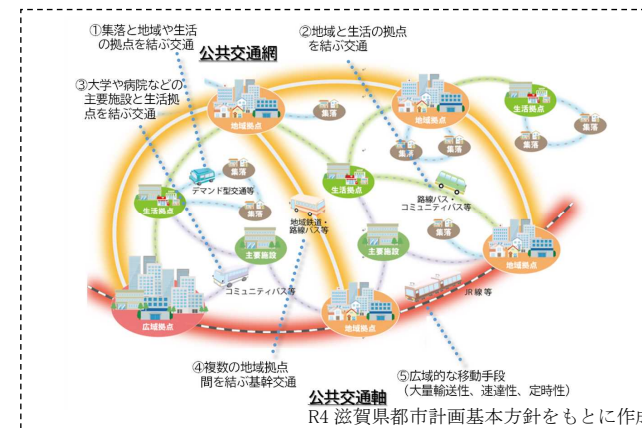 ①集落と地域や生活
の拠点を結ぶ交通
公共交通網
②地域と生活の拠点
を結ぶ交通
③大学や病院などの
主要施設と生活拠
点を結ぶ交通
地域拠点
集落
地域拠点
生活拠点
集落
集落
集落
集落
集落
デマンド型交通等
生活拠点
路線バス・
コミュニティバス等
生活拠点
集落
地域鉄道・
路線バス等
集落
主要施設
主要施設
地域拠点
コミュニティバス等
JR線等
広域拠点
地域拠点
④複数の地域拠点
間を結ぶ基幹交通
⑤広域的な移動手段
（大量輸送性、速達性、定時性）
公共交通軸
R4 滋賀県都市計画基本方針をもとに作成